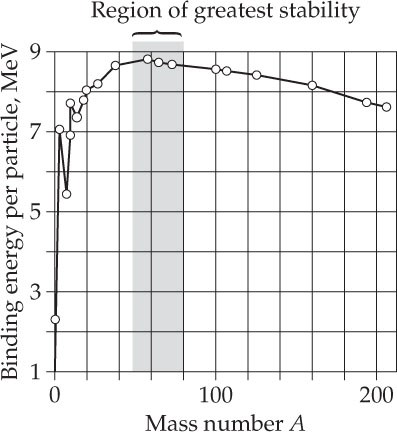 Region of greatest stability
Binding energy per particle, MeV
9
7
5
3
1
0
100
200
Mass number A